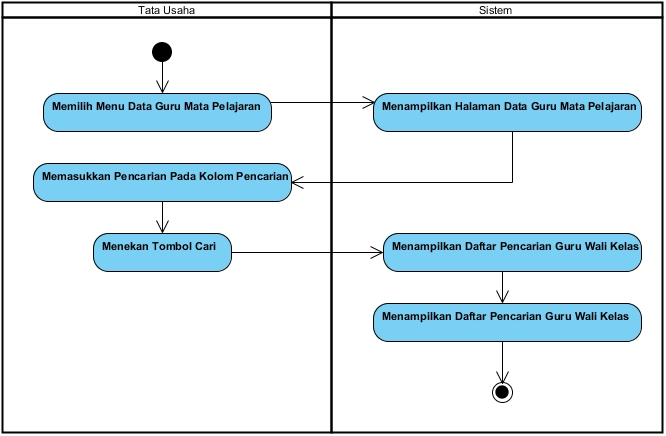 Tata Usaha
Sistem
Memilih Menu Data Guru Mata Pelajaran
Menampilkan Halaman Data Guru Mata Pelajaran
Memasukkan Pencarian Pada Kolom Pencarian
Menekan Tombol Cari
Menampilkan Daftar Pencarian Guru Wali Kelas
Menampilkan Daftar Pencarian Guru Wali Kelas